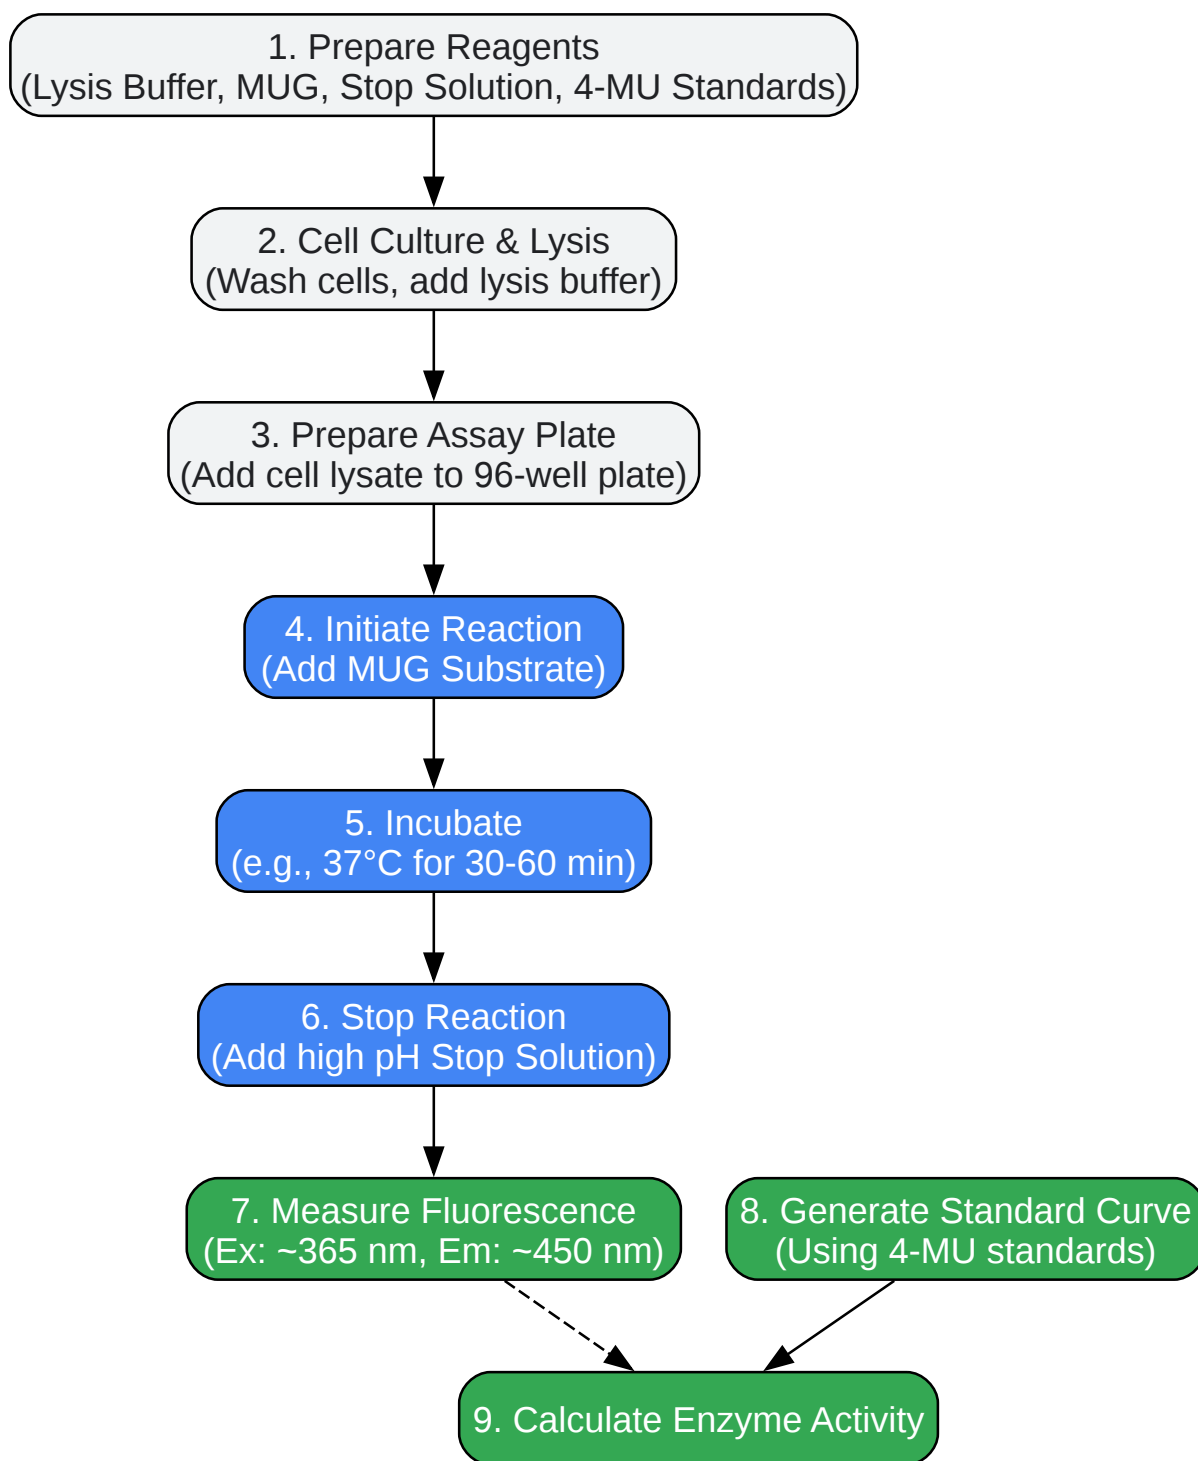 1. Prepare Reagents
(Lysis Buffer, MUG, Stop Solution, 4-MU Standards)
2. Cell Culture & Lysis
(Wash cells, add lysis buffer)
3. Prepare Assay Plate
(Add cell lysate to 96-well plate)
4. Initiate Reaction
(Add MUG Substrate)
5. Incubate
(e.g., 37°C for 30-60 min)
6. Stop Reaction
(Add high pH Stop Solution)
7. Measure Fluorescence
(Ex: ~365 nm, Em: ~450 nm)
8. Generate Standard Curve
(Using 4-MU standards)
9. Calculate Enzyme Activity